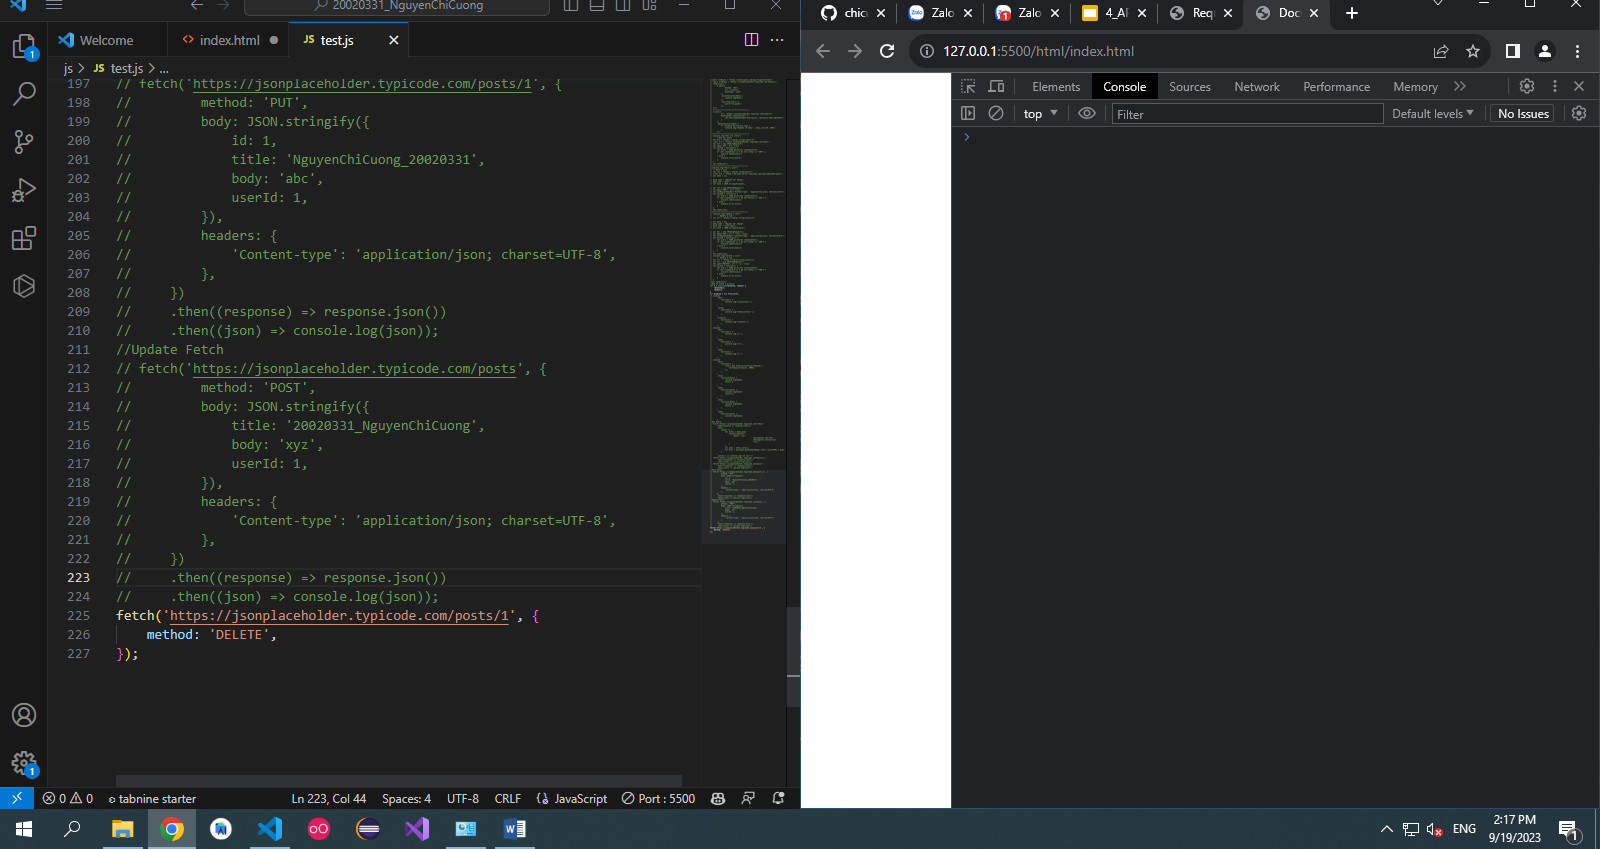 20020331_NguyenChiCuong
Welcome
index.html
test.js
js > JS test.js > ...
197 // fetch('https://jsonplaceholder.typicode.com/posts/1', {
198 //         method: 'PUT',
199 //         body: JSON.stringify({
200 //             id: 1,
201 //             title: 'NguyenChiCuong_20020331',
202 //             body: 'abc',
203 //             userId: 1,
204 //         }),
205 //         headers: {
206 //             'Content-type': 'application/json; charset=UTF-8',
207 //         },
208 //     })
209 //     .then((response) => response.json())
210 //     .then((json) => console.log(json));
211 //Update Fetch
212 // fetch('https://jsonplaceholder.typicode.com/posts', {
213 //         method: 'POST',
214 //         body: JSON.stringify({
215 //             title: '20020331_NguyenChiCuong',
216 //             body: 'xyz',
217 //             userId: 1,
218 //         }),
219 //         headers: {
220 //             'Content-type': 'application/json; charset=UTF-8',
221 //         },
222 //     })
223 //     .then((response) => response.json())
224 //     .then((json) => console.log(json));
225 fetch('https://jsonplaceholder.typicode.com/posts/1', {
226     method: 'DELETE',
227 });
0 0 tabnine starter Ln 223, Col 44 Spaces: 4 UTF-8 CRLF JavaScript Port : 5500
chic Zalo Zalo 4_AF Req Doc
127.0.0.1:5500/html/index.html
Elements Console Sources Network Performance Memory
top Filter Default levels No Issues
ENG
2:17 PM
9/19/2023